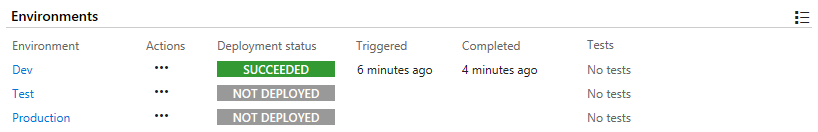 Environments
Environment Actions Deployment status Triggered Completed Tests
Dev ••• SUCCEEDED 6 minutes ago 4 minutes ago No tests
Test ••• NOT DEPLOYED No tests
Production ••• NOT DEPLOYED No tests